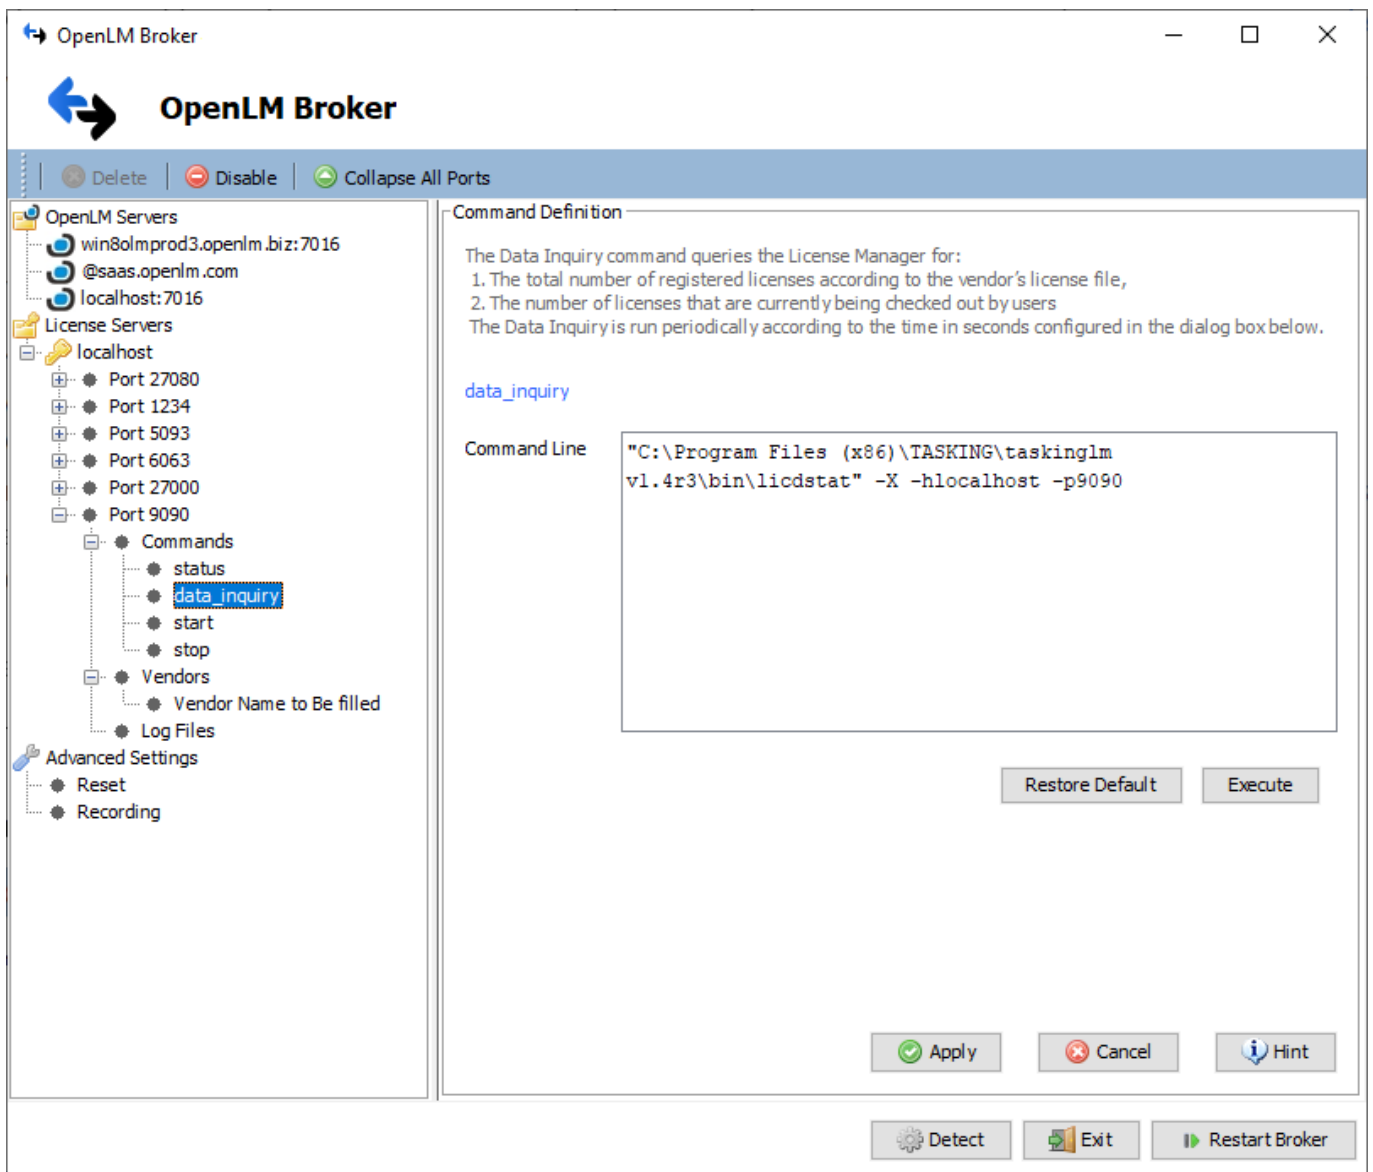 OpenLM Broker
OpenLM Broker
Delete
Disable
Collapse All Ports
OpenLM Servers
win8olmprod3.openlm.biz:7016
@saas.openlm.com
localhost:7016
License Servers
localhost
Port 27080
Port 1234
Port 5093
Port 6063
Port 27000
Port 9090
Commands
status
data_inquiry
start
stop
Vendors
Vendor Name to Be filled
Log Files
Advanced Settings
Reset
Recording
Command Definition
The Data Inquiry command queries the License Manager for:
1. The total number of registered licenses according to the vendor's license file,
2. The number of licenses that are currently being checked out by users
The Data Inquiry is run periodically according to the time in seconds configured in the dialog box below.
data_inquiry
Command Line
"C:\Program Files (x86)\TASKING\taskinglm
v1.4r3\bin\licdstat" -X -hlocalhost -p9090
Restore Default
Execute
Apply
Cancel
Hint
Detect
Exit
Restart Broker